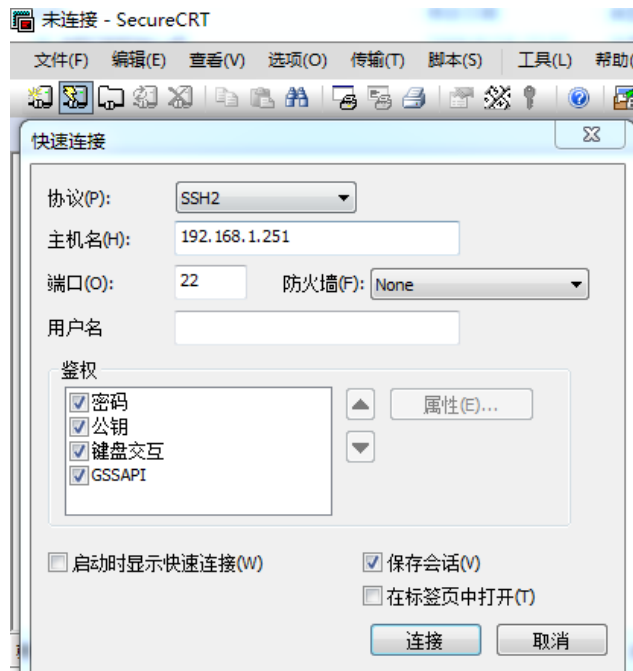 未连接 - SecureCRT
文件(F) 编辑(E) 查看(V) 选项(O) 传输(T) 脚本(S) 工具(L) 帮助(
快速连接
协议(P): SSH2
主机名(H): 192.168.1.251
端口(O): 22 防火墙(F): None
用户名
鉴权
密码
公钥
键盘交互
GSSAPI
属性(E)...
启动时显示快速连接(W) 保存会话(V)
在标签页中打开(T)
连接 取消